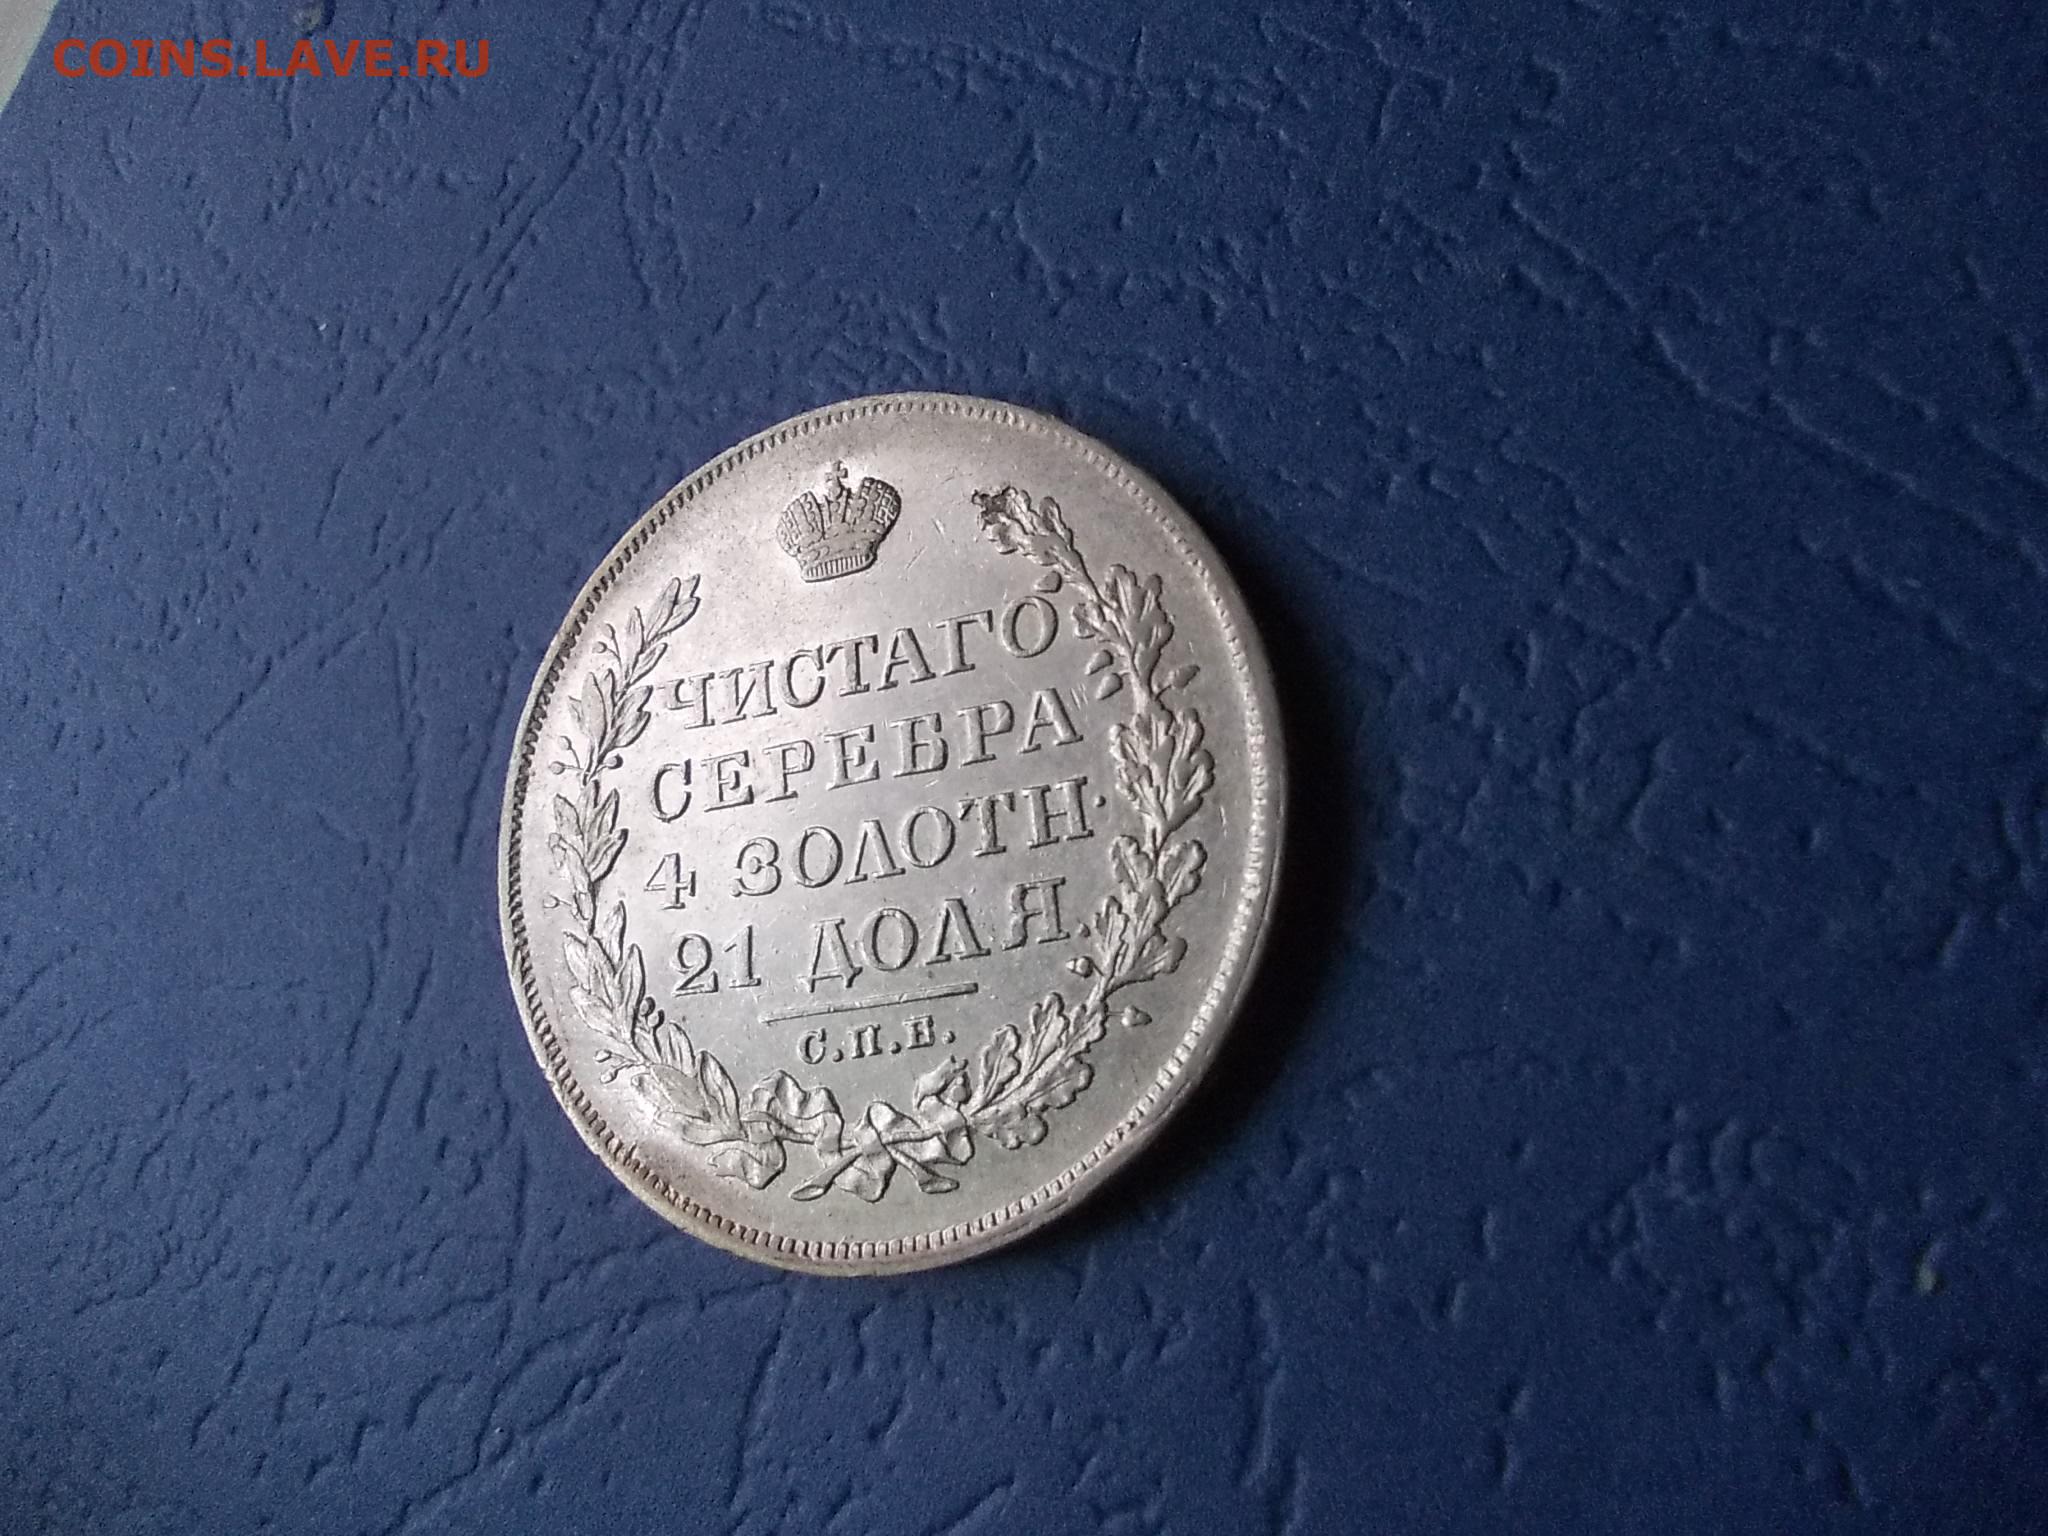 COINS.LAVE.RU
ЧИСТАГО
СЕРЕБРА
4 ЗОЛОТН.
21 ДОЛЯ.
С.П.Б.